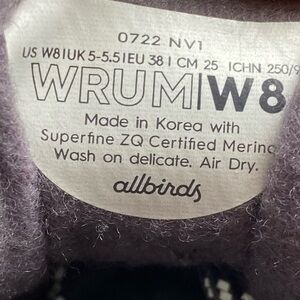 0722 NV1
US W8|UK 5-5.5|EU 38| CM 25 |CHN 250/9
WRUM|W8
Made in Korea with
Superfine ZQ Certified Merino
Wash on delicate. Air Dry.
allbirds